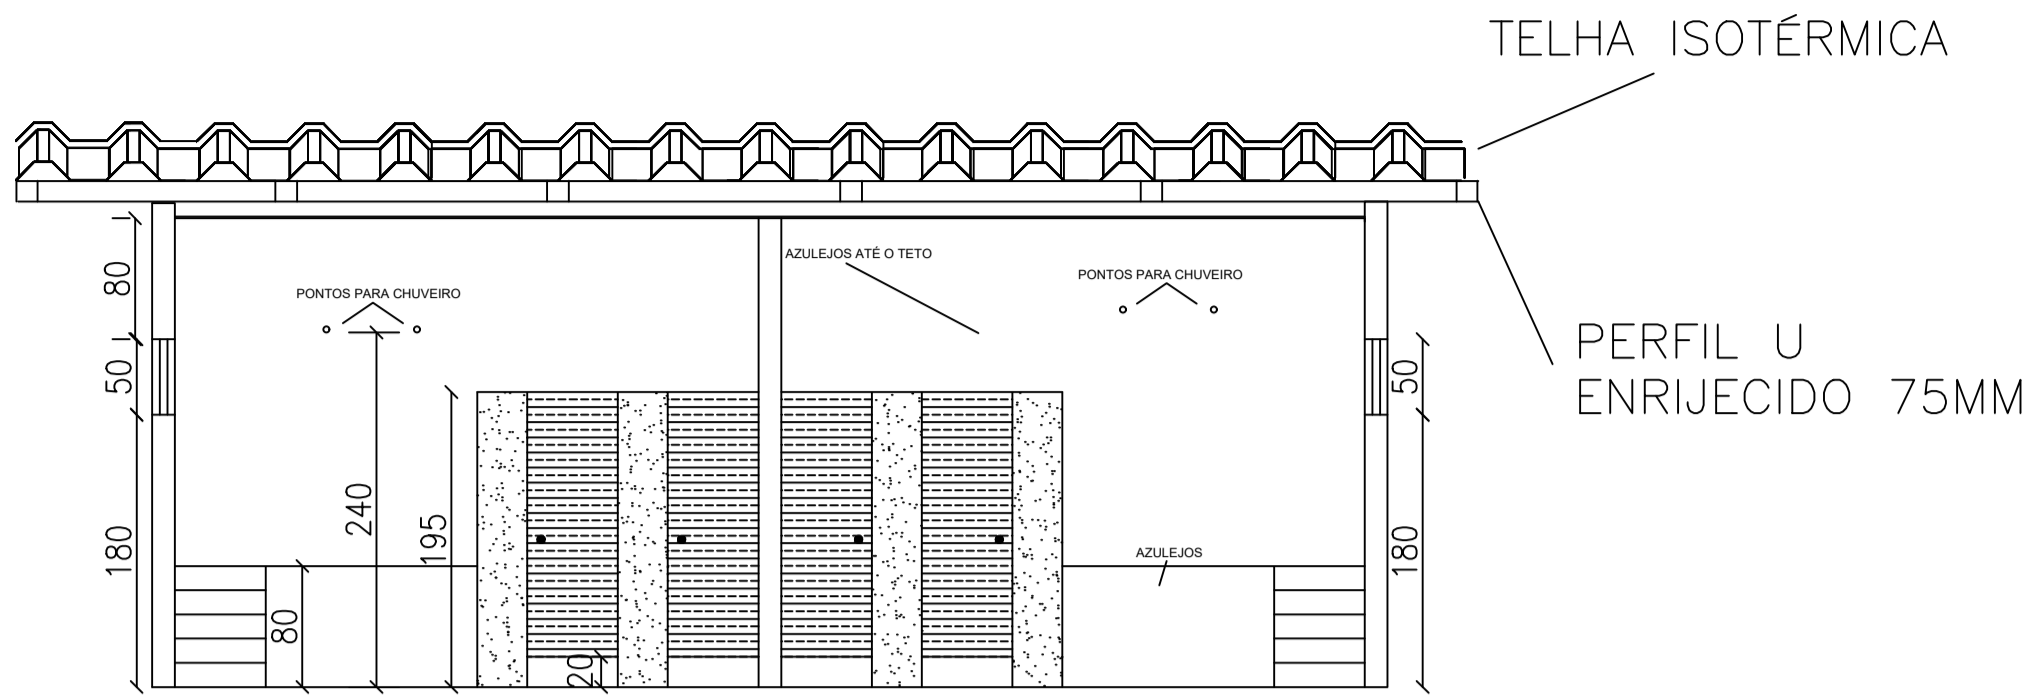 TELHA ISOTÉRMICA
AZULEJOS ATÉ O TETO
PONTOS PARA CHUVEIRO
PONTOS PARA CHUVEIRO
80
50
180
240
195
80
20
50
180
PERFIL U
ENRIJECIDO 75MM
AZULEJOS